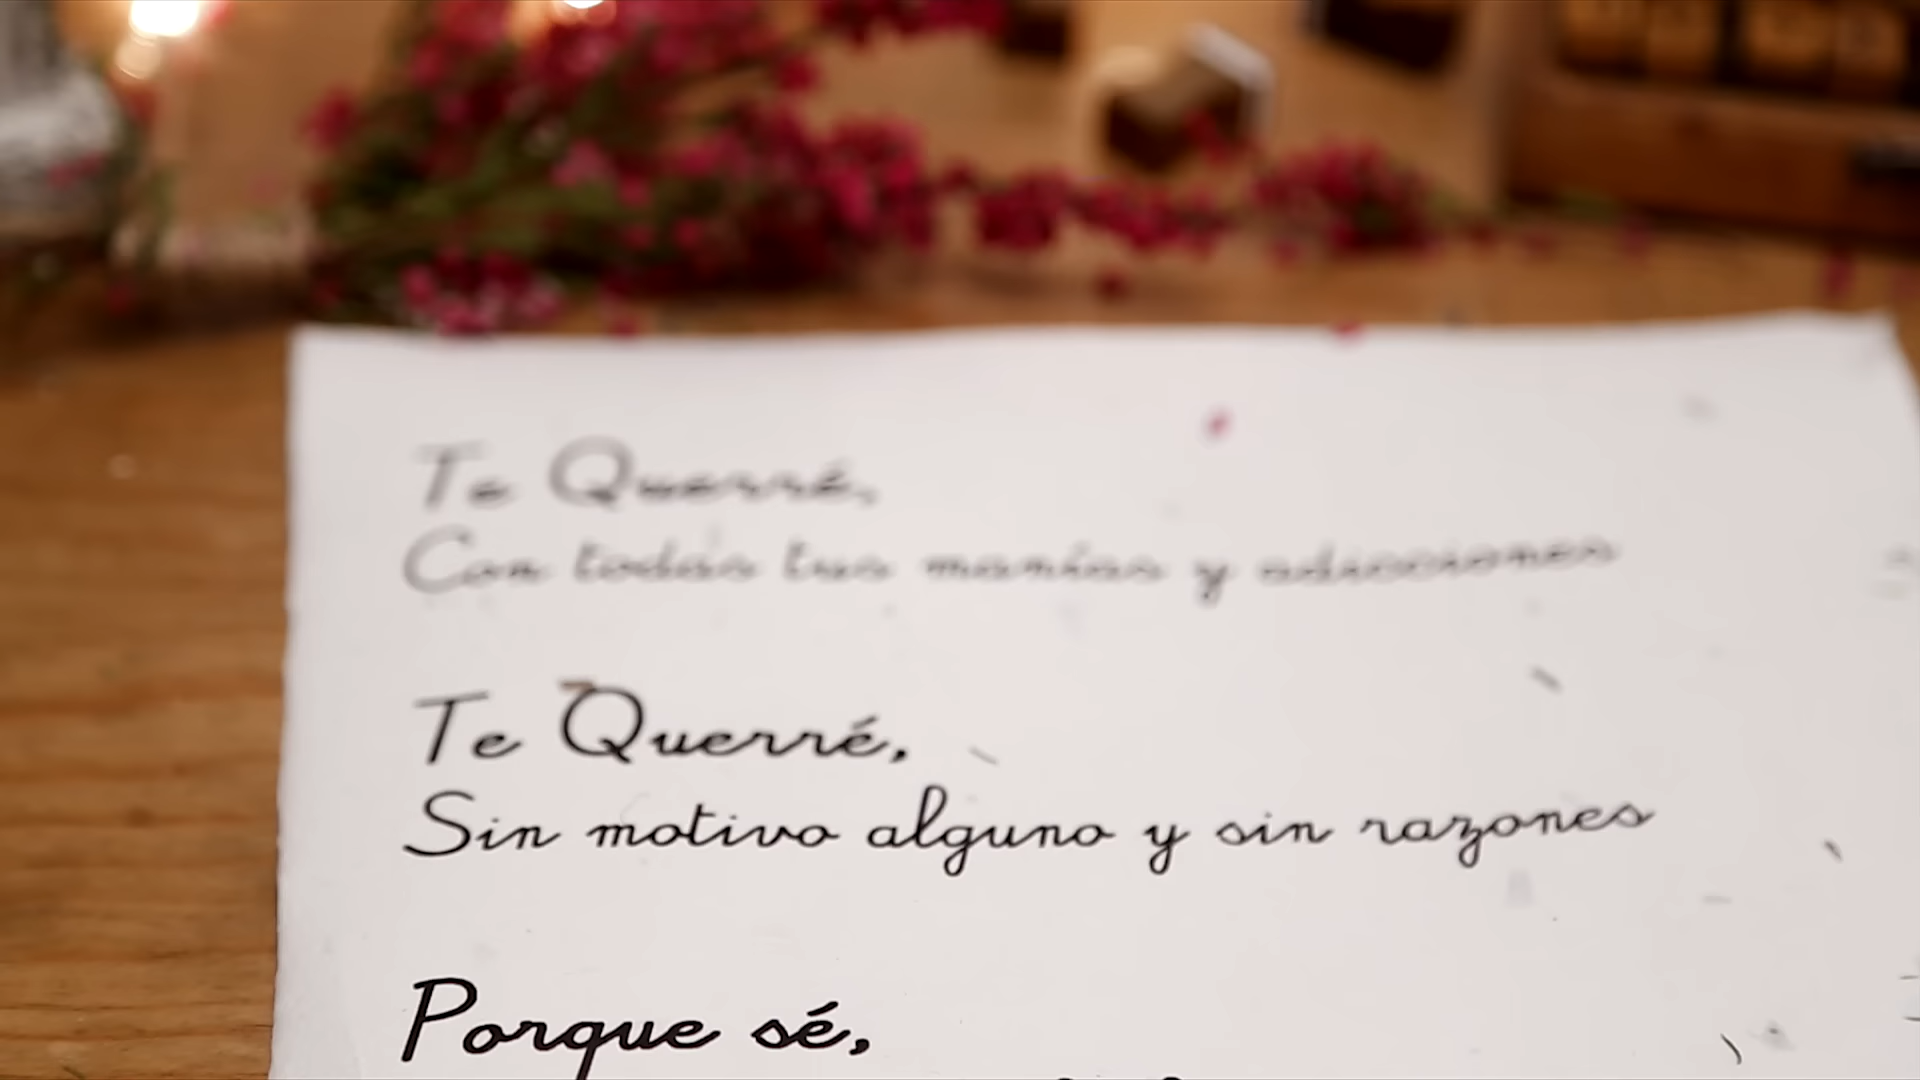 Te Querré,
Con todas tus manías y adicciones
Te Querré,
Sin motivo alguno y sin razones
Porque sé,